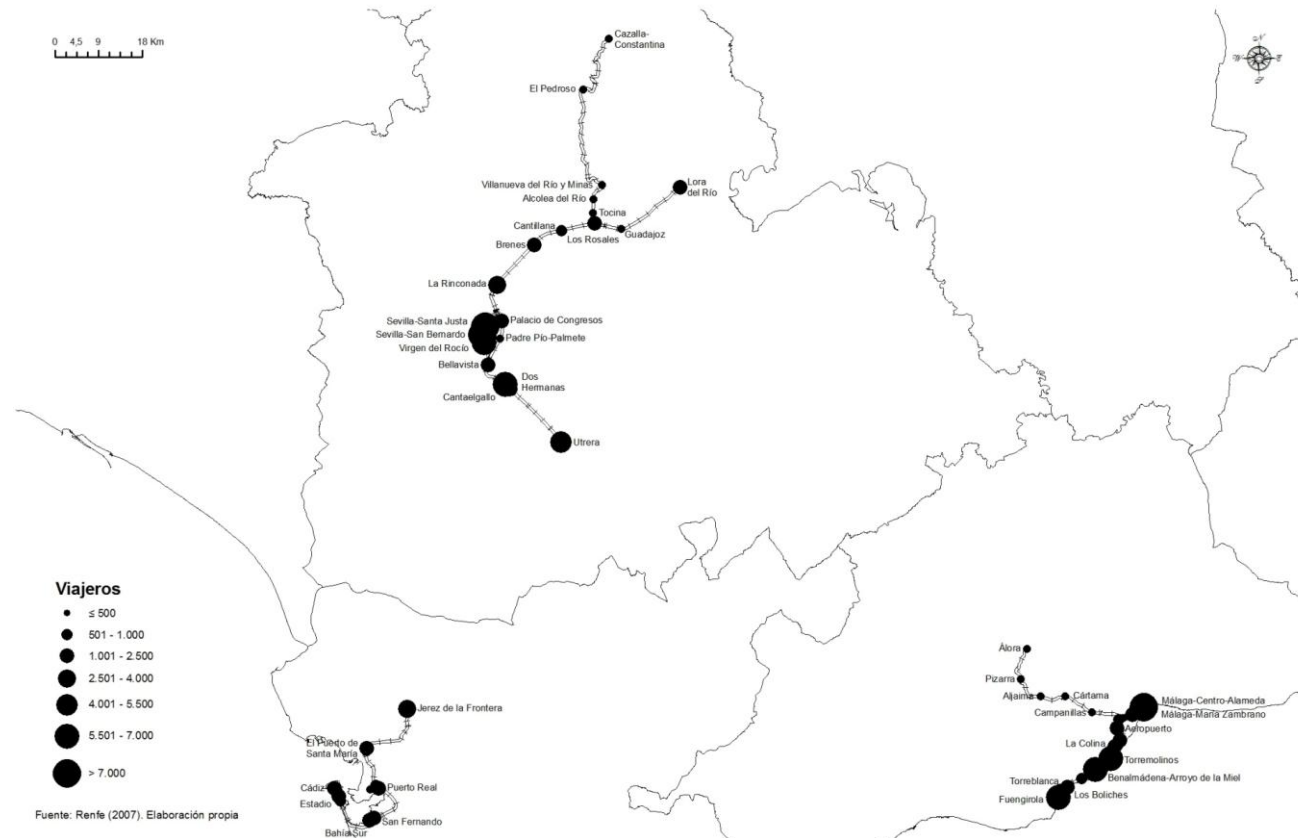 0 4,5 9 18 Km
Cazalla-
Constantina
El Pedroso
Villanueva del Río y Minas
Lora
del Río
Alcolea del Río
Tocina
Cantillana
Los Rosales
Guadajoz
Brenes
La Rinconada
Sevilla-Santa Justa
Palacio de Congresos
Sevilla-San Bernardo
Padre Pío-Palmete
Virgen del Rocío
Bellavista
Dos
Hermanas
Cantaelgallo
Utrera
Viajeros
≤ 500
501 - 1.000
1.001 - 2.500
2.501 - 4.000
4.001 - 5.500
5.501 - 7.000
> 7.000
Fuente: Renfe (2007). Elaboración propia
Jerez de la Frontera
El Puerto de
Santa María
Cádiz
Puerto Real
Estadio
San Fernando
Bahía Sur
Álora
Pizarra
Aljaima
Cártama
Campanillas
Málaga-Centro-Alameda
Málaga-María Zambrano
Aeropuerto
La Colina
Torremolinos
Benalmádena-Arroyo de la Miel
Torreblanca
Los Boliches
Fuengirola